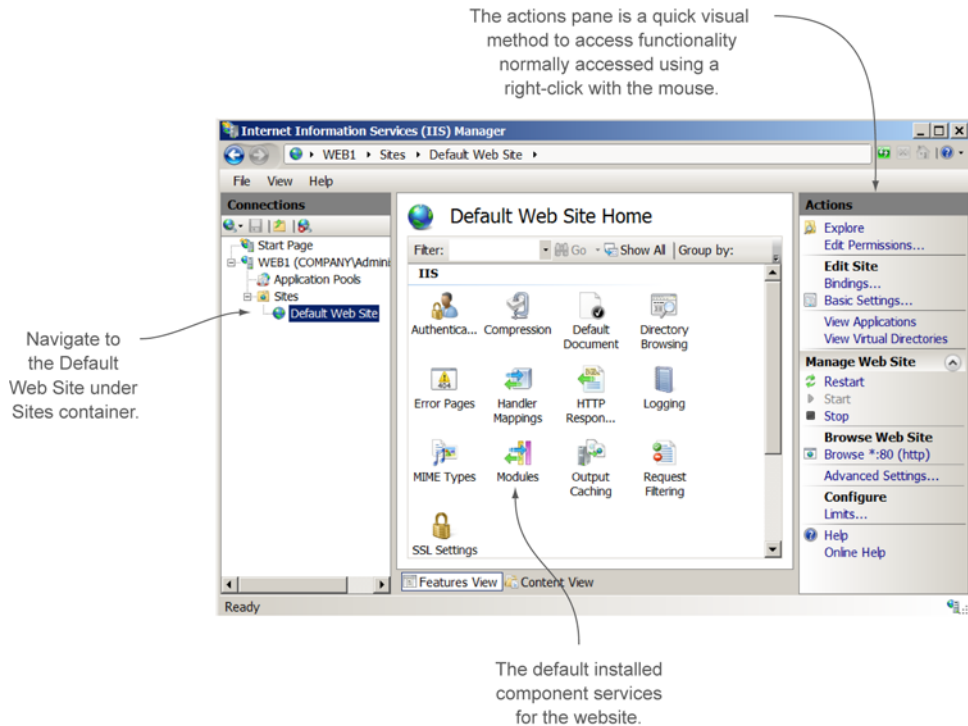 The actions pane is a quick visual
method to access functionality
normally accessed using a
right-click with the mouse.
Internet Information Services (IIS) Manager
WEB1 Sites Default Web Site
File View Help
Connections
Start Page
WEB1 (COMPANY\Admini
Application Pools
Sites
Default Web Site
Navigate to
the Default
Web Site under
Sites container.
Default Web Site Home
Filter: Go Show All Group by:
IIS
Authentica... Compression Default Document Directory Browsing
Error Pages Handler Mappings HTTP Respon... Logging
404
MIME Types Modules Output Caching Request Filtering
SSL Settings
Features View Content View
Actions
Explore
Edit Permissions...
Edit Site
Bindings...
Basic Settings...
View Applications
View Virtual Directories
Manage Web Site
Restart
Start
Stop
Browse Web Site
Browse *:80 (http)
Advanced Settings...
Configure
Limits...
Help
Online Help
Ready
The default installed
component services
for the website.